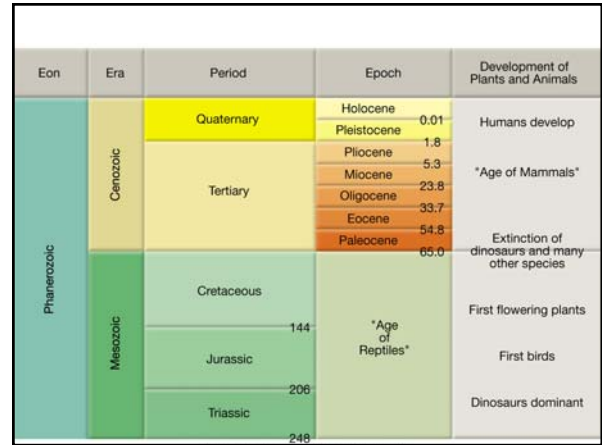 Eon
Era
Period
Epoch
Development of
Plants and Animals
Phanerozoic
Cenozoic
Quaternary
Holocene
0.01
Pleistocene
1.8
Humans develop
Tertiary
Pliocene
5.3
Miocene
23.8
Oligocene
33.7
Eocene
54.8
Paleocene
65.0
"Age of Mammals"
Extinction of
dinosaurs and many
other species
Mesozoic
Cretaceous
144
Jurassic
206
Triassic
248
"Age
of
Reptiles"
First flowering plants
First birds
Dinosaurs dominant